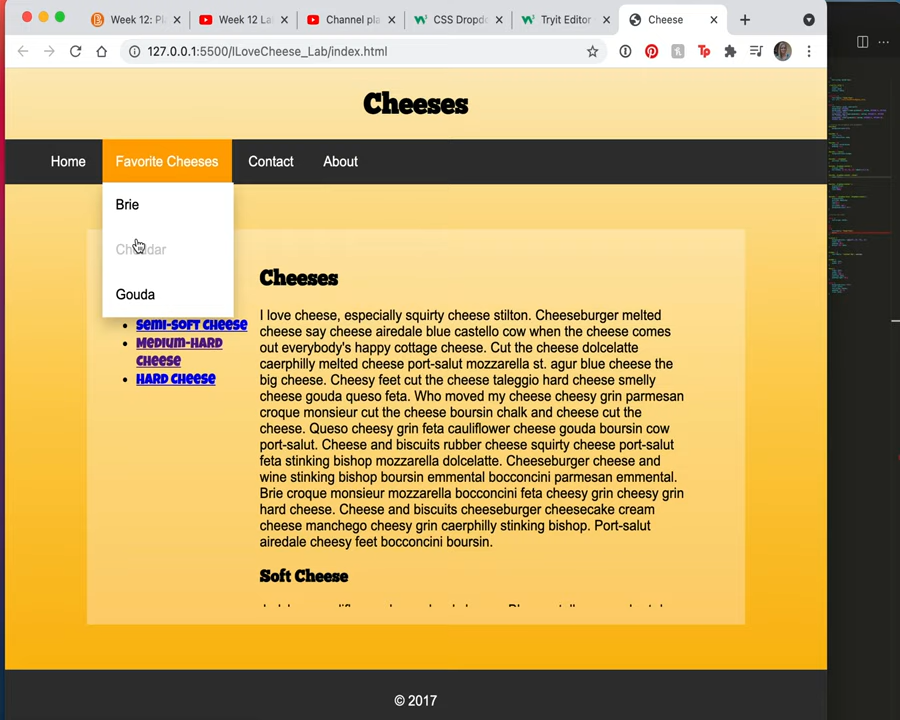 Week 12: Pl
Week 12 La
Channel pla
CSS Dropdo
Tryit Editor
Cheese
127.0.0.1:5500/ILoveCheese_Lab/index.html
Cheeses
Home Favorite Cheeses Contact About
Brie
Cheddar
Gouda
Semi-Soft Cheese
Medium-Hard
Cheese
Hard Cheese
Cheeses
I love cheese, especially squirty cheese stilton. Cheeseburger melted
cheese say cheese airedale blue castello cow when the cheese comes
out everybody's happy cottage cheese. Cut the cheese dolcelatte
caerphilly melted cheese port-salut mozzarella st. agur blue cheese the
big cheese. Cheesy feet cut the cheese taleggio hard cheese smelly
cheese gouda queso feta. Who moved my cheese cheesy grin parmesan
croque monsieur cut the cheese boursin chalk and cheese cut the
cheese. Queso cheesy grin feta cauliflower cheese gouda boursin cow
port-salut. Cheese and biscuits rubber cheese squirty cheese port-salut
feta stinking bishop mozzarella dolcelatte. Cheeseburger cheese and
wine stinking bishop boursin emmental bocconcini parmesan emmental.
Brie croque monsieur mozzarella bocconcini feta cheesy grin cheesy grin
hard cheese. Cheese and biscuits cheeseburger cheesecake cream
cheese manchego cheesy grin caerphilly stinking bishop. Port-salut
airedale cheesy feet bocconcini boursin.
Soft Cheese
© 2017